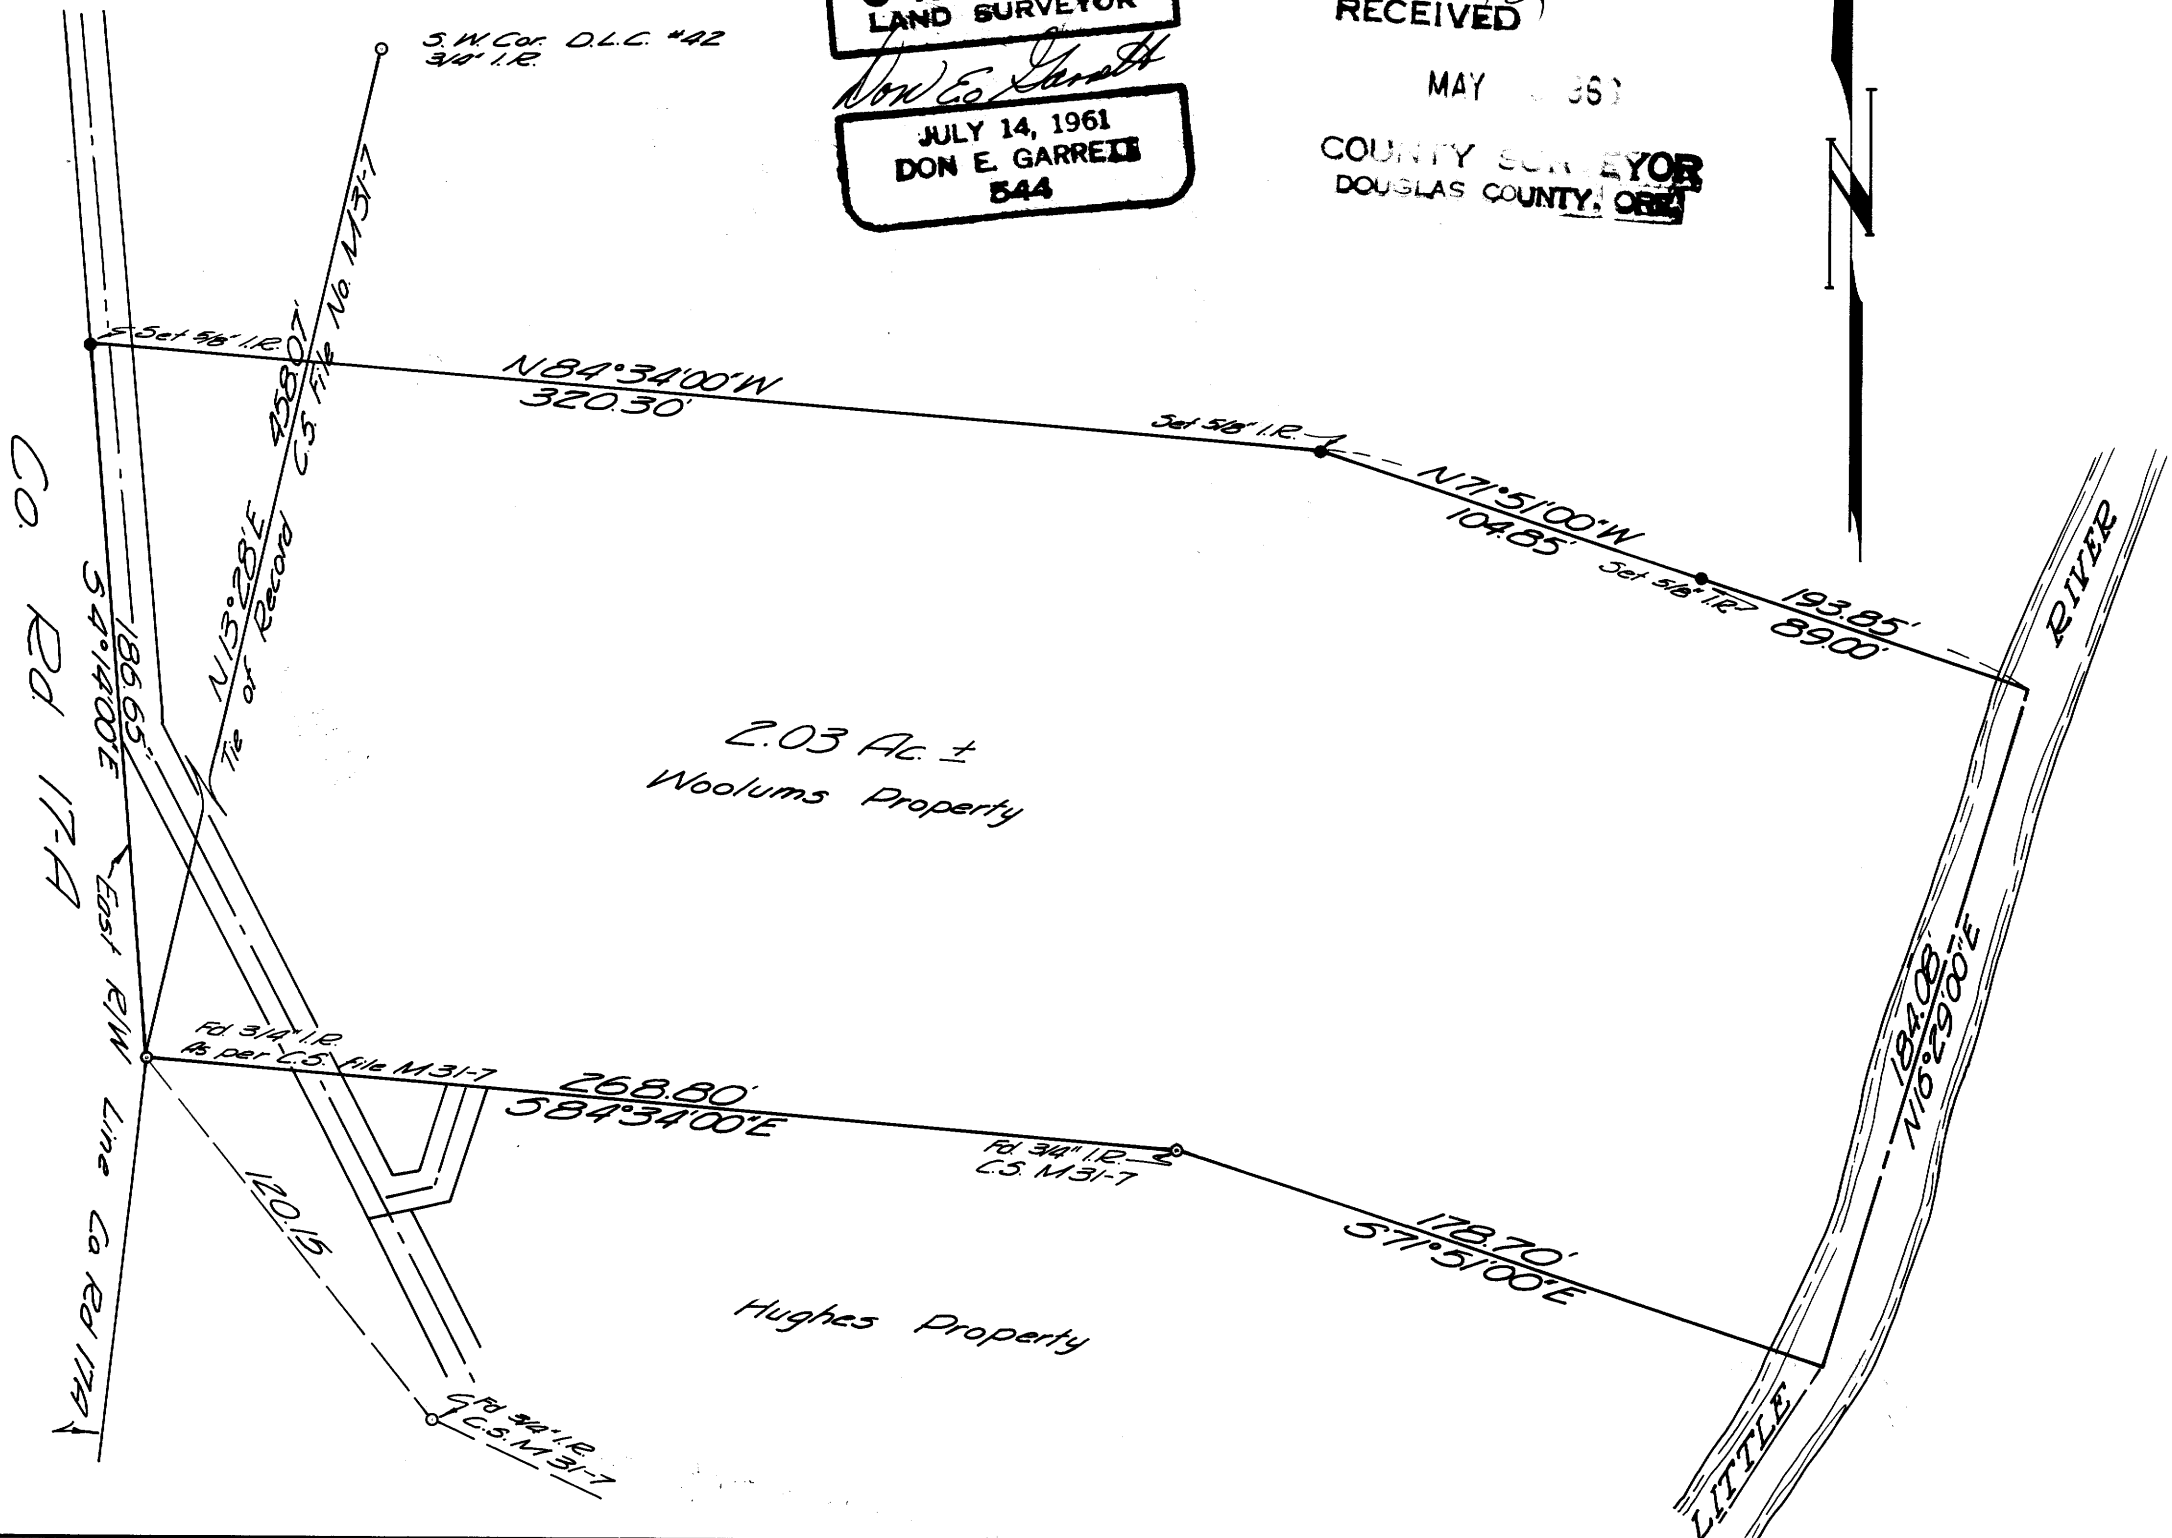 S.W. Cor. D.L.C. #42
3/4" I.R.
LAND SURVEYOR
Don E. Garrett
JULY 14, 1961
DON E. GARRETT
544
RECEIVED
MAY
COUNTY SURVEYOR
DOUGLAS COUNTY, ORE.
N
Set 5/8" I.R.
458.07'
C.S. File No. M31-7
N13°28'E
Tie of Record
N84°34'00"W
320.30'
Set 5/8" I.R.
N71°51'00"W
104.85'
Set 5/8" I.R.
193.85'
89.00'
RIVER
Co. Rd 17-A
186.65'
S4°14'00"E
East R/W Line Co Rd 17A
2.03 Ac. ±
Woolums Property
184.08'
N16°29'00"E
Fd. 3/4" I.R.
As per C.S. File M31-7
268.80'
S84°34'00"E
Fd. 3/4" I.R.
C.S. M31-7
178.70'
S71°51'00"E
120.15
Hughes Property
Fd 3/4" I.R.
C.S. M31-7
LITTLE